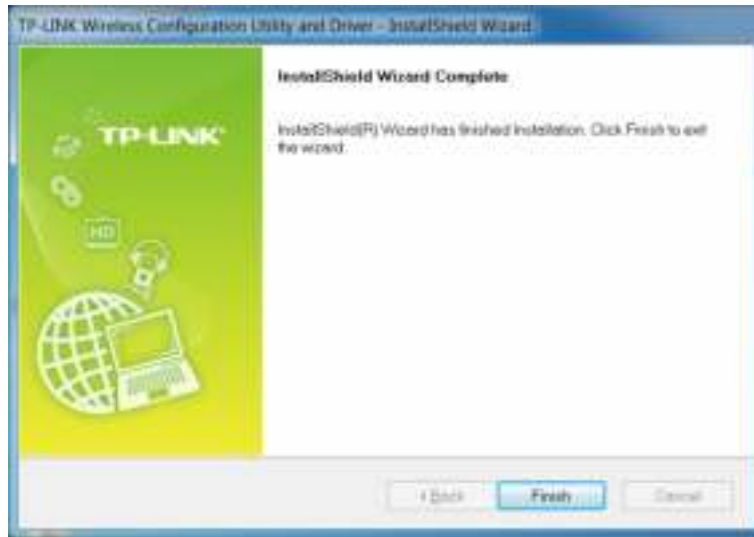 TP-LINK Wireless Configuration Utility and Driver - InstallShield Wizard
TP-LINK®
HD
InstallShield Wizard Complete
InstallShield(R) Wizard has finished installation. Click Finish to exit
the wizard.
< Back
Finish
Cancel